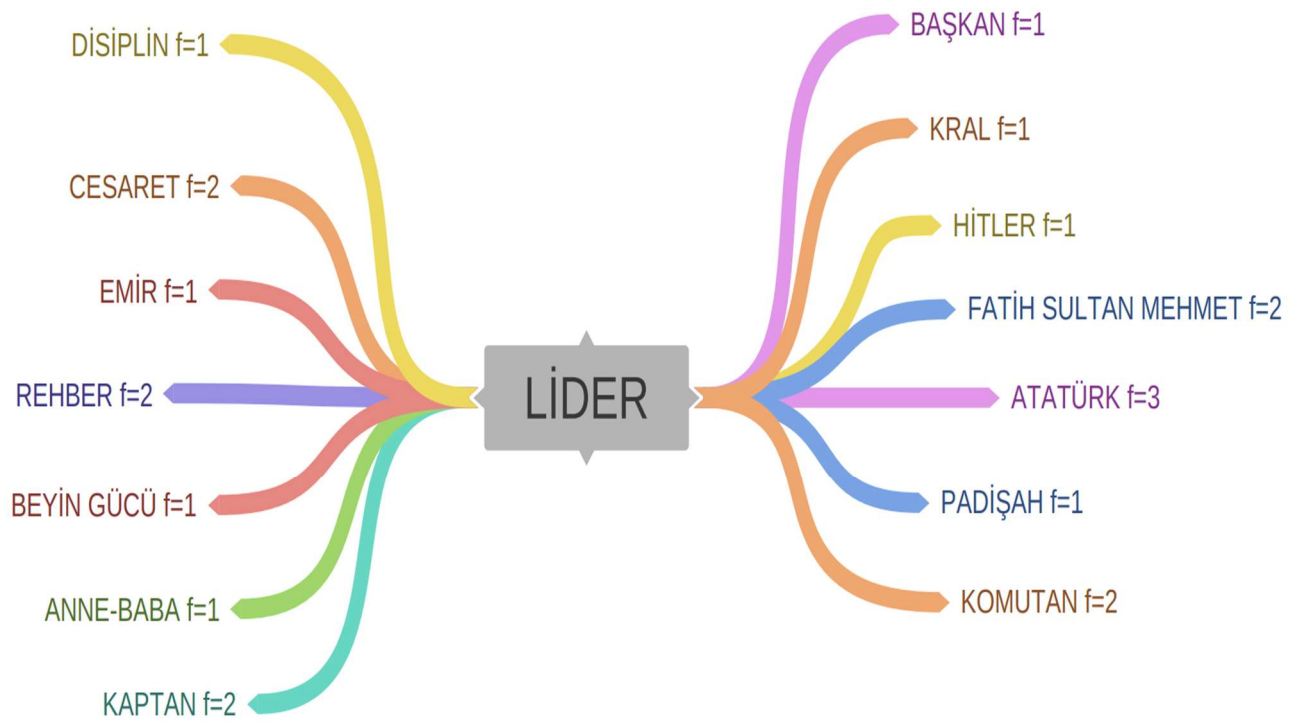 DİSİPLİN f=1
CESARET f=2
EMİR f=1
REHBER f=2
BEYİN GÜCÜ f=1
ANNE-BABA f=1
KAPTAN f=2
LİDER
BAŞKAN f=1
KRAL f=1
HİTLER f=1
FATİH SULTAN MEHMET f=2
ATATÜRK f=3
PADİŞAH f=1
KOMUTAN f=2